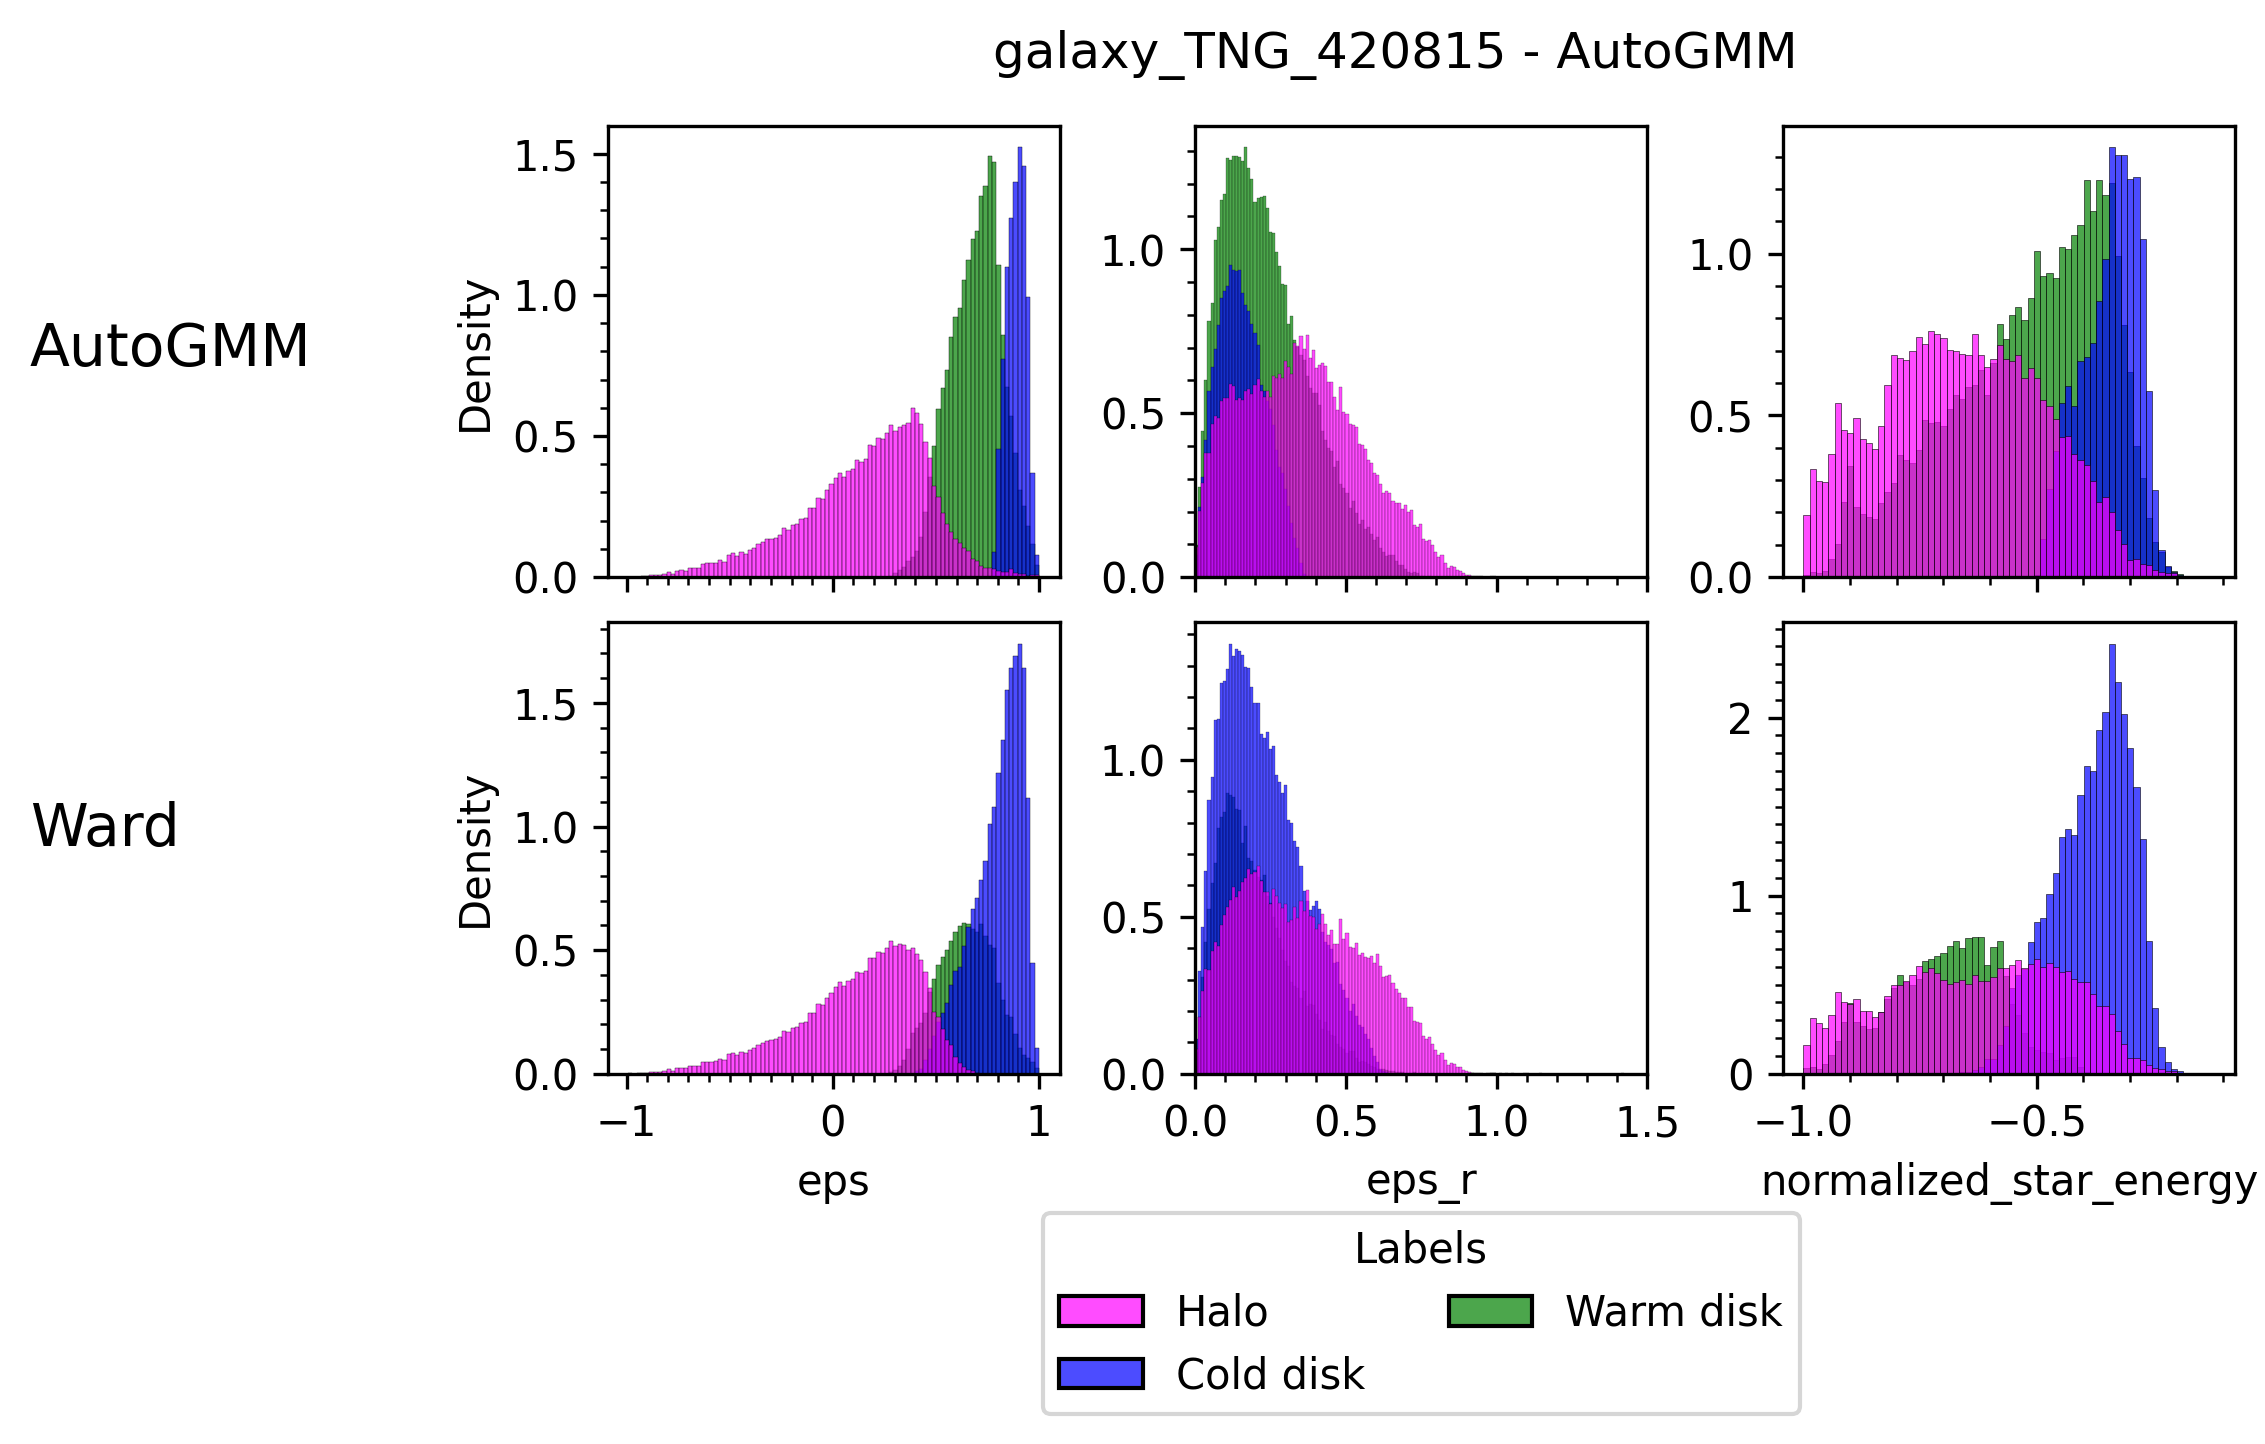 galaxy_TNG_420815 - AutoGMM
AutoGMM
Density
1.5
1.0
0.5
0.0
1.0
0.5
0.0
1.0
0.5
0.0
Ward
Density
1.5
1.0
0.5
0.0
1.0
0.5
0.0
2
1
0
−1 0 1
0.0 0.5 1.0 1.5
−1.0 −0.5
eps
eps_r
normalized_star_energy
Labels
Halo
Warm disk
Cold disk